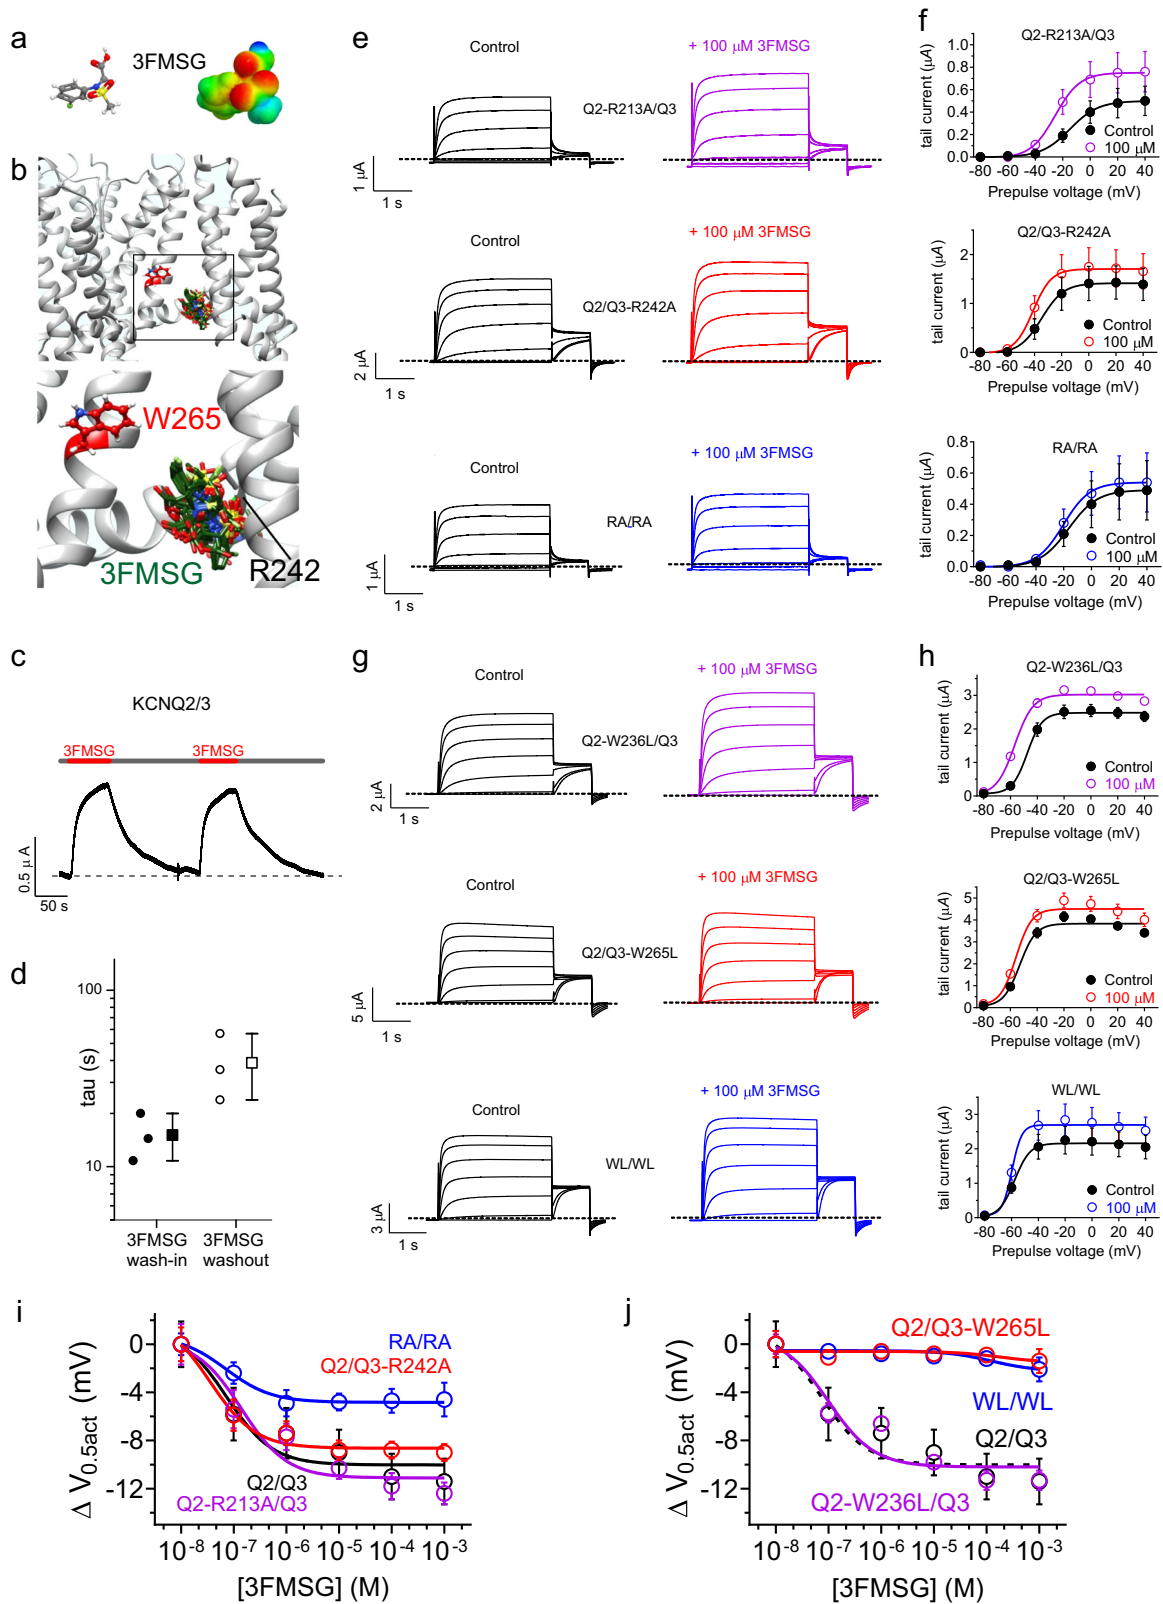 a
3FMSG
b
W265
3FMSG
R242
c
KCNQ2/3
3FMSG
3FMSG
0.5 µ A
50 s
d
100
10
tau (s)
3FMSG
wash-in
3FMSG
washout
e
Control
+ 100 µM 3FMSG
Q2-R213A/Q3
1 µA
1 s
Control
+ 100 µM 3FMSG
Q2/Q3-R242A
2 µA
1 s
Control
+ 100 µM 3FMSG
RA/RA
1 µA
1 s
f
Q2-R213A/Q3
tail current (µA)
1.0
0.8
0.6
0.4
0.2
0.0
Control
100 µM
-80 -60 -40 -20 0 20 40
Prepulse voltage (mV)
Q2/Q3-R242A
tail current (µA)
2
1
0
Control
100 µM
-80 -60 -40 -20 0 20 40
Prepulse voltage (mV)
RA/RA
tail current (µA)
0.8
0.6
0.4
0.2
0.0
Control
100 µM
-80 -60 -40 -20 0 20 40
Prepulse voltage (mV)
g
Control
+ 100 µM 3FMSG
Q2-W236L/Q3
2 µA
1 s
Control
+ 100 µM 3FMSG
Q2/Q3-W265L
5 µA
1 s
Control
+ 100 µM 3FMSG
WL/WL
3 µA
1 s
h
Q2-W236L/Q3
tail current (µA)
3
2
1
0
Control
100 µM
-80 -60 -40 -20 0 20 40
Prepulse voltage (mV)
Q2/Q3-W265L
tail current (µA)
5
4
3
2
1
0
Control
100 µM
-80 -60 -40 -20 0 20 40
Prepulse voltage (mV)
WL/WL
tail current (µA)
3
2
1
0
Control
100 µM
-80 -60 -40 -20 0 20 40
Prepulse voltage (mV)
i
Δ V0.5act (mV)
0
-4
-8
-12
RA/RA
Q2/Q3-R242A
Q2/Q3
Q2-R213A/Q3
10⁻⁸ 10⁻⁷ 10⁻⁶ 10⁻⁵ 10⁻⁴ 10⁻³
[3FMSG] (M)
j
Δ V0.5act (mV)
0
-4
-8
-12
Q2/Q3-W265L
WL/WL
Q2/Q3
Q2-W236L/Q3
10⁻⁸ 10⁻⁷ 10⁻⁶ 10⁻⁵ 10⁻⁴ 10⁻³
[3FMSG] (M)